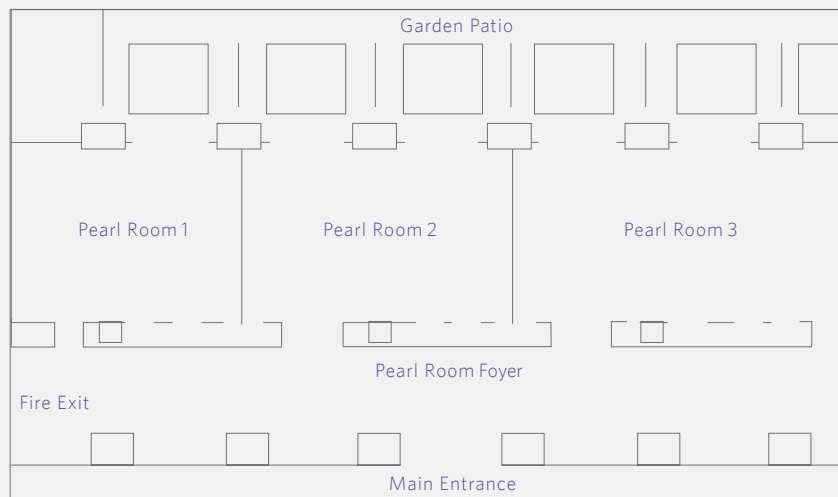 Garden Patio
Pearl Room 1
Pearl Room 2
Pearl Room 3
Pearl Room Foyer
Fire Exit
Main Entrance